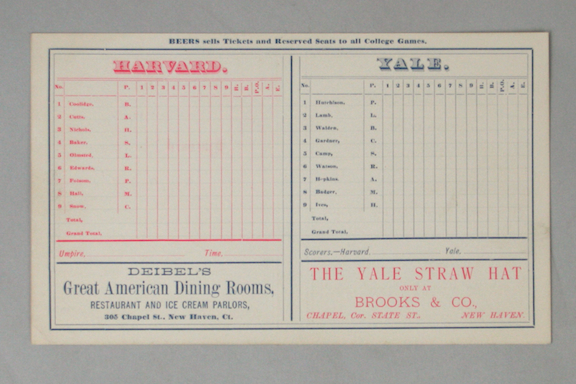 BEERS sells Tickets and Reserved Seats to all College Games.
HARVARD.
No. P. 1 2 3 4 5 6 7 8 9 R. B. P.O. A. E.
1 Coolidge, B.
2 A.
3 Nichols, H.
4 Baker, S.
5 Olmsted, L.
6 Edwards, R.
7 P.
8 M.
9 Snow, C.
Total,
Grand Total,
Umpire, Time.
DEIBEL'S
Great American Dining Rooms,
RESTAURANT AND ICE CREAM PARLORS,
305 Chapel St., New Haven, Ct.
YALE.
No. P. 1 2 3 4 5 6 7 8 9 R. B. P.O. A. E.
1 Hutchison, P.
2 Lamb, L.
3 Walden, B.
4 Gardner, C.
5 Camp, S.
6 Watson, R.
7 Hopkins, A.
8 Badger, M.
9 Ives, H.
Total,
Grand Total,
Scorers.—Harvard, Yale,
THE YALE STRAW HAT
ONLY AT
BROOKS & CO.,
CHAPEL, Cor. STATE ST., NEW HAVEN